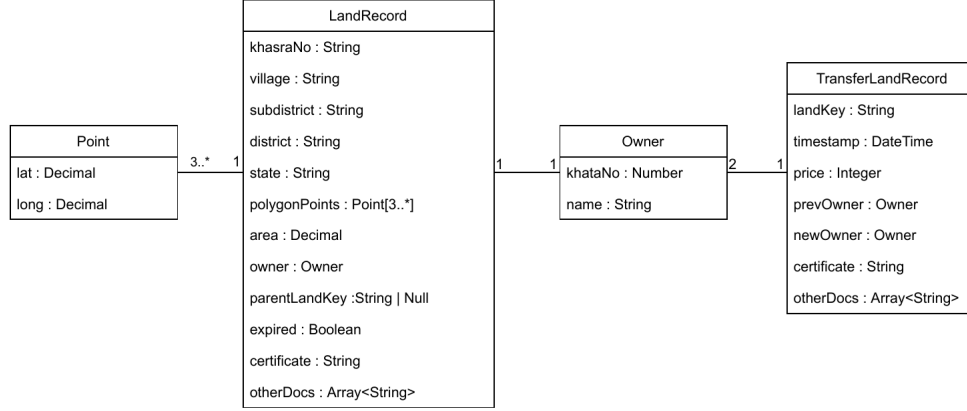 LandRecord
khasraNo : String
village : String
subdistrict : String
district : String
state : String
polygonPoints : Point[3..*]
area : Decimal
owner : Owner
parentLandKey :String | Null
expired : Boolean
certificate : String
otherDocs : Array<String>
Point
lat : Decimal
long : Decimal
3..*
1
1
1
Owner
khataNo : Number
name : String
2
1
TransferLandRecord
landKey : String
timestamp : DateTime
price : Integer
prevOwner : Owner
newOwner : Owner
certificate : String
otherDocs : Array<String>